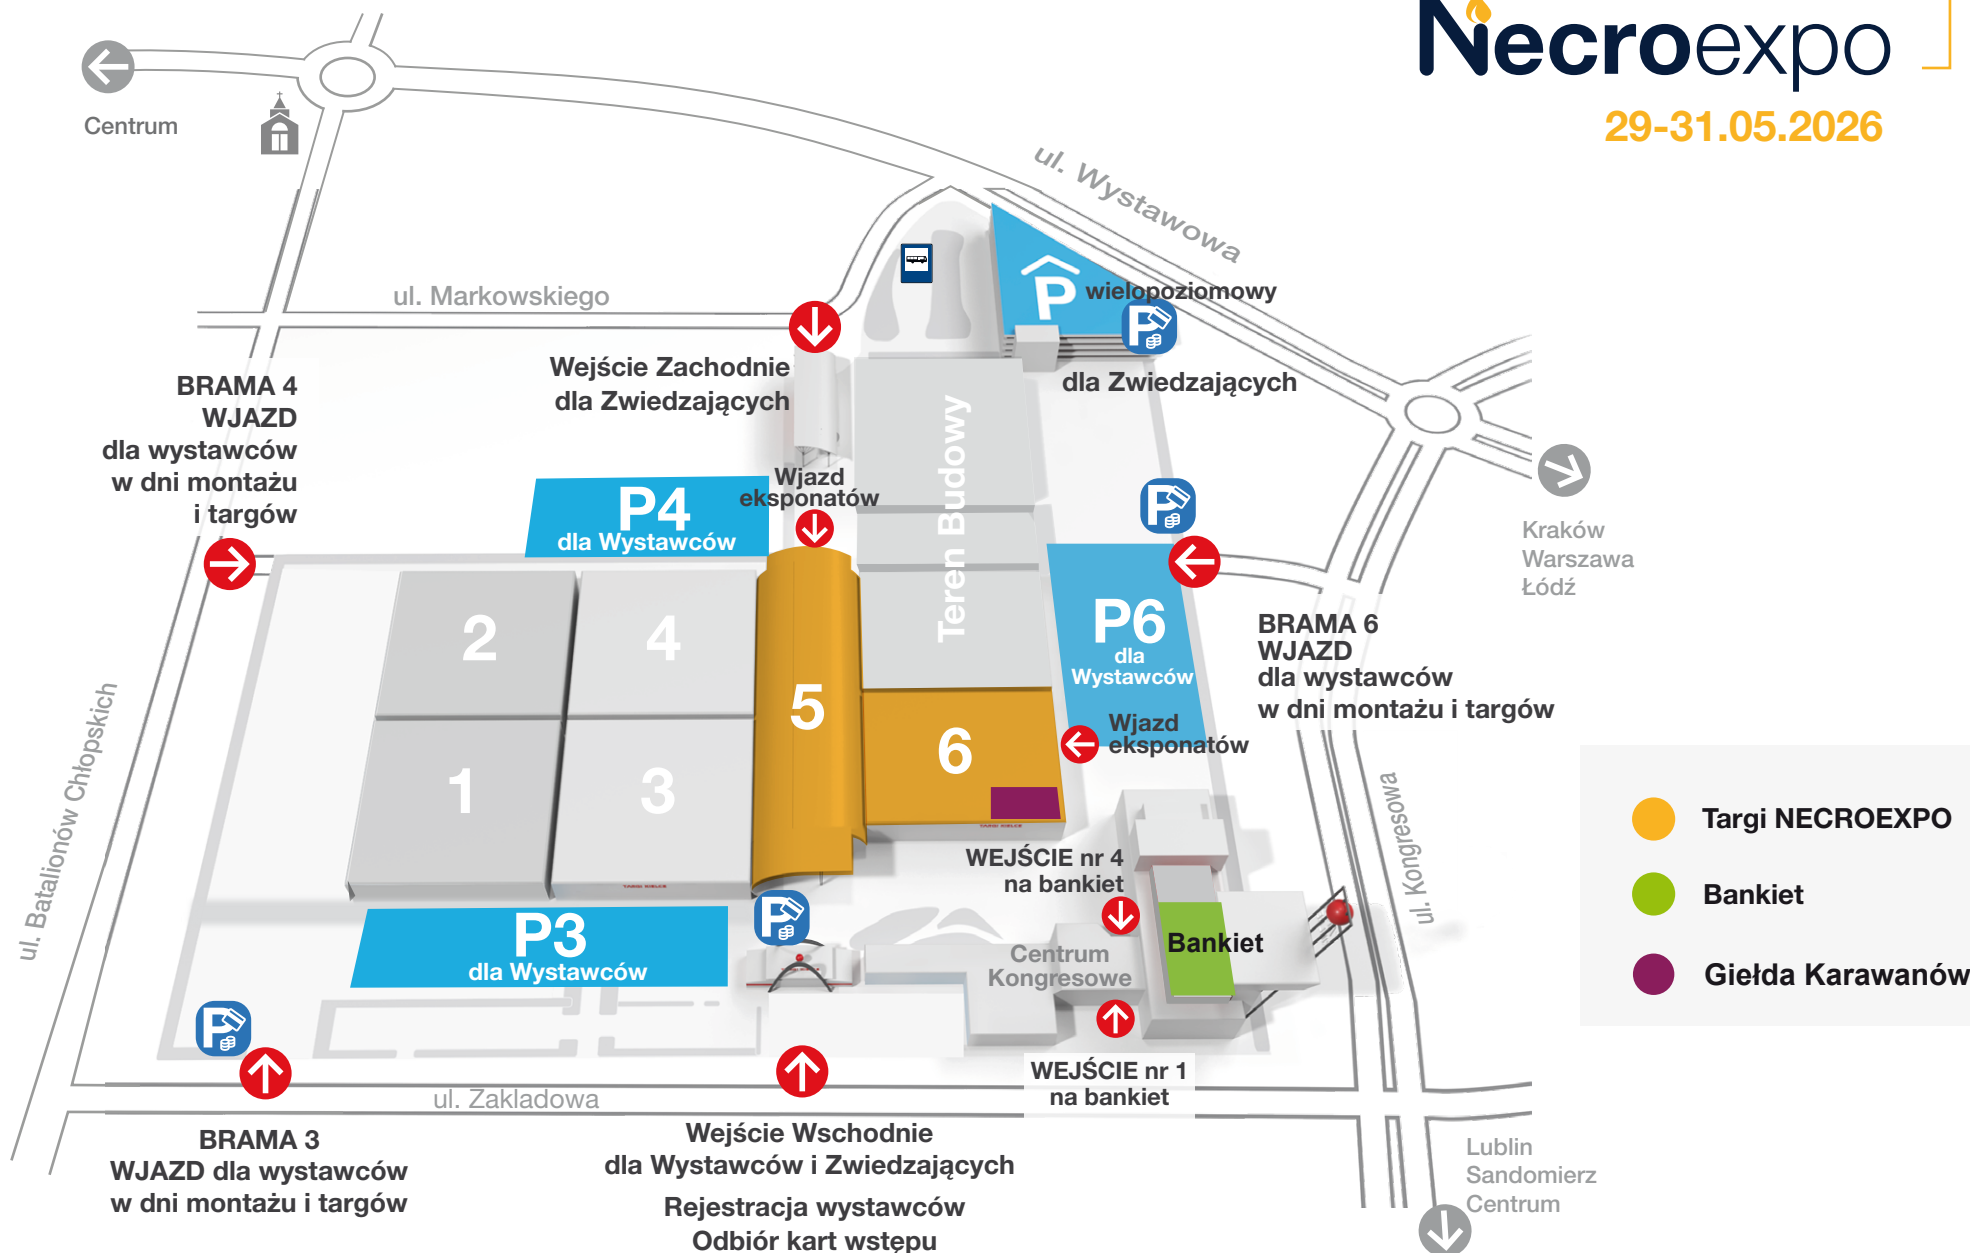 Necroexpo
29-31.05.2026
Centrum
ul. Wystawowa
ul. Markowskiego
P wielopoziomowy
P
dla Zwiedzających
Wejście Zachodnie
dla Zwiedzających
BRAMA 4
WJAZD
dla wystawców
w dni montażu
i targów
Teren Budowy
Wjazd
eksponatów
P4
dla Wystawców
P
Kraków
Warszawa
Łódź
2
4
5
P6
dla
Wystawców
BRAMA 6
WJAZD
dla wystawców
w dni montażu i targów
1
3
6
Wjazd
eksponatów
ul. Batalionów Chłopskich
ul. Kongresowa
Targi NECROEXPO
Bankiet
Giełda Karawanów
WEJŚCIE nr 4
na bankiet
TARGI KIELCE
TARGI KIELCE
P3
dla Wystawców
P
Centrum
Kongresowe
Bankiet
P
WEJŚCIE nr 1
na bankiet
ul. Zakladowa
BRAMA 3
WJAZD dla wystawców
w dni montażu i targów
Wejście Wschodnie
dla Wystawców i Zwiedzających
Rejestracja wystawców
Odbiór kart wstępu
Lublin
Sandomierz
Centrum